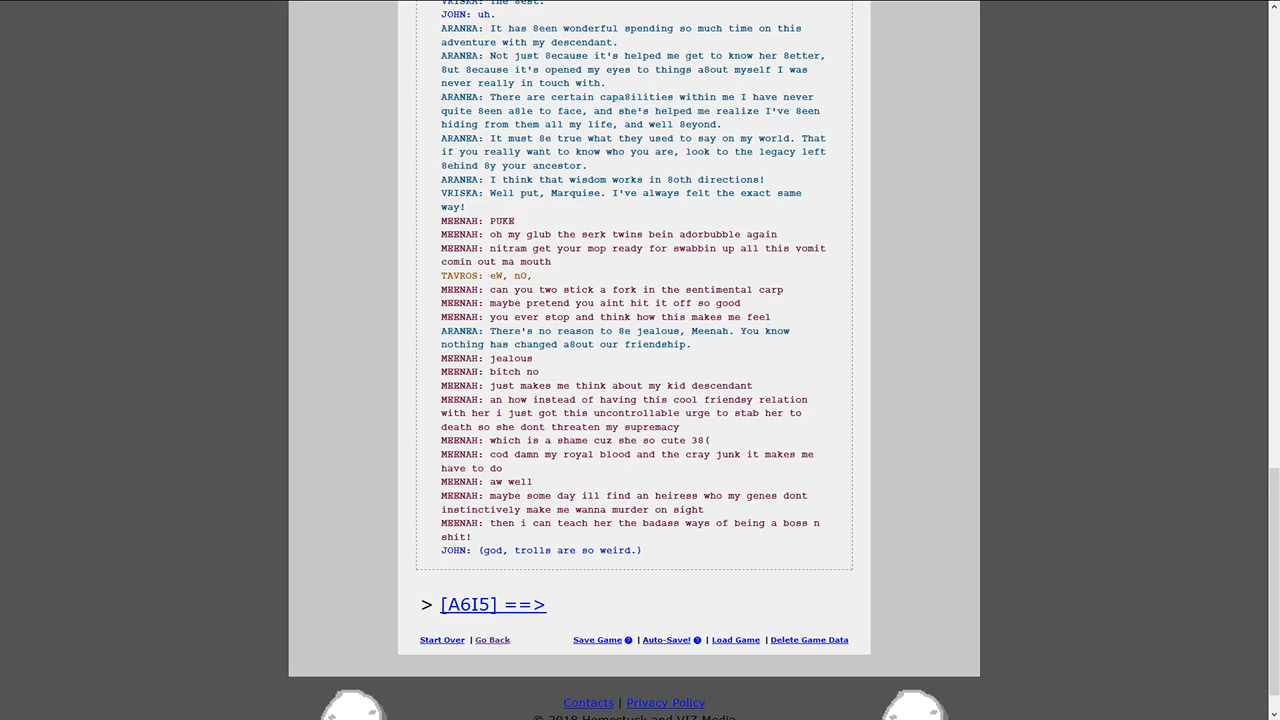 VRISKA: The 8est.
JOHN: uh.
ARANEA: It has 8een wonderful spending so much time on this
adventure with my descendant.
ARANEA: Not just 8ecause it's helped me get to know her 8etter,
8ut 8ecause it's opened my eyes to things a8out myself I was
never really in touch with.
ARANEA: There are certain capa8ilities within me I have never
quite 8een a8le to face, and she's helped me realize I've 8een
hiding from them all my life, and well 8eyond.
ARANEA: It must 8e true what they used to say on my world. That
if you really want to know who you are, look to the legacy left
8ehind 8y your ancestor.
ARANEA: I think that wisdom works in 8oth directions!
VRISKA: Well put, Marquise. I've always felt the exact same
way!
MEENAH: PUKE
MEENAH: oh my glub the serk twins bein adorbubble again
MEENAH: nitram get your mop ready for swabbin up all this vomit
comin out ma mouth
TAVROS: eW, nO,
MEENAH: can you two stick a fork in the sentimental carp
MEENAH: maybe pretend you aint hit it off so good
MEENAH: you ever stop and think how this makes me feel
ARANEA: There's no reason to 8e jealous, Meenah. You know
nothing has changed a8out our friendship.
MEENAH: jealous
MEENAH: bitch no
MEENAH: just makes me think about my kid descendant
MEENAH: an how instead of having this cool friendsy relation
with her i just got this uncontrollable urge to stab her to
death so she dont threaten my supremacy
MEENAH: which is a shame cuz she so cute 38(
MEENAH: cod damn my royal blood and the cray junk it makes me
have to do
MEENAH: aw well
MEENAH: maybe some day ill find an heiress who my genes dont
instinctively make me wanna murder on sight
MEENAH: then i can teach her the badass ways of being a boss n
shit!
JOHN: (god, trolls are so weird.)
> [A6I5] ==>
Start Over | Go Back Save Game ? | Auto-Save! ? | Load Game | Delete Game Data
Contacts | Privacy Policy
© 2018 Homestuck and VIZ Media